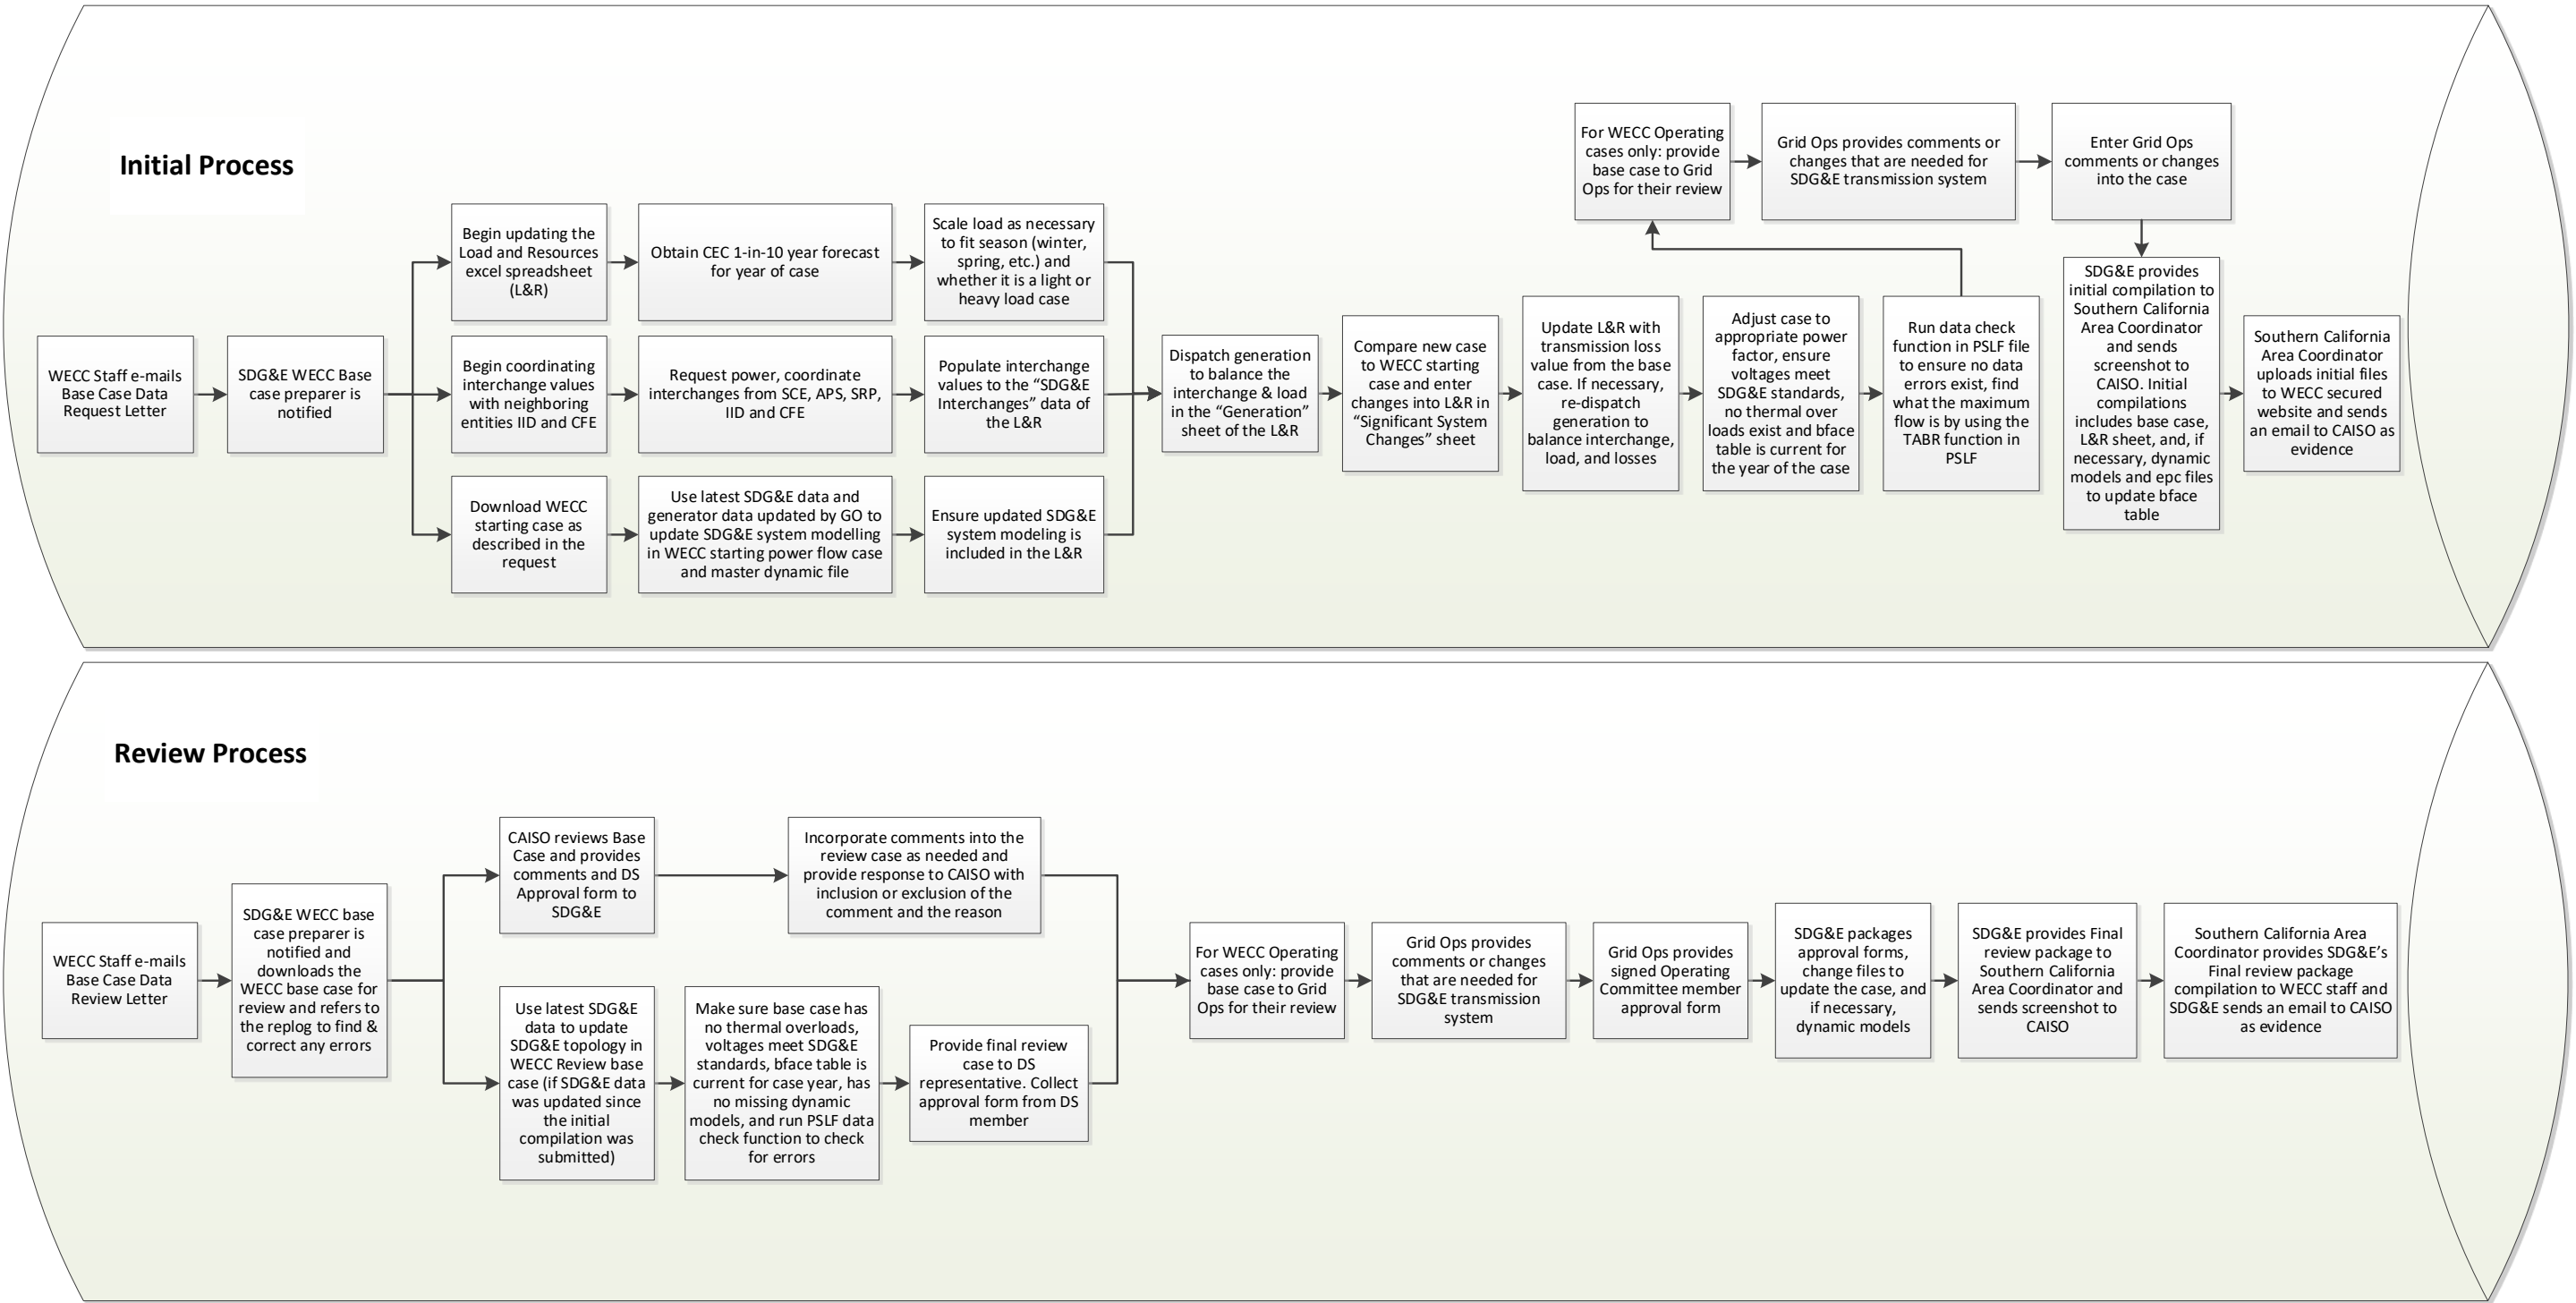 Initial Process
WECC Staff e-mails
Base Case Data
Request Letter
SDG&E WECC Base
case preparer is
notified
Begin updating the
Load and Resources
excel spreadsheet
(L&R)
Obtain CEC 1-in-10 year forecast
for year of case
Scale load as necessary
to fit season (winter,
spring, etc.) and
whether it is a light or
heavy load case
Begin coordinating
interchange values
with neighboring
entities IID and CFE
Request power, coordinate
interchanges from SCE, APS, SRP,
IID and CFE
Populate interchange
values to the “SDG&E
Interchanges” data of
the L&R
Download WECC
starting case as
described in the
request
Use latest SDG&E data and
generator data updated by GO to
update SDG&E system modelling
in WECC starting power flow case
and master dynamic file
Ensure updated SDG&E
system modeling is
included in the L&R
Dispatch generation
to balance the
interchange & load
in the “Generation”
sheet of the L&R
Compare new case
to WECC starting
case and enter
changes into L&R in
“Significant System
Changes” sheet
Update L&R with
transmission loss
value from the base
case. If necessary,
re-dispatch
generation to
balance interchange,
load, and losses
Adjust case to
appropriate power
factor, ensure
voltages meet
SDG&E standards,
no thermal over
loads exist and bface
table is current for
the year of the case
Run data check
function in PSLF file
to ensure no data
errors exist, find
what the maximum
flow is by using the
TABR function in
PSLF
For WECC Operating
cases only: provide
base case to Grid
Ops for their review
Grid Ops provides comments or
changes that are needed for
SDG&E transmission system
Enter Grid Ops
comments or changes
into the case
SDG&E provides
initial compilation to
Southern California
Area Coordinator
and sends
screenshot to
CAISO. Initial
compilations
includes base case,
L&R sheet, and, if
necessary, dynamic
models and epc files
to update bface
table
Southern California
Area Coordinator
uploads initial files
to WECC secured
website and sends
an email to CAISO as
evidence
Review Process
WECC Staff e-mails
Base Case Data
Review Letter
SDG&E WECC base
case preparer is
notified and
downloads the
WECC base case for
review and refers to
the replog to find &
correct any errors
CAISO reviews Base
Case and provides
comments and DS
Approval form to
SDG&E
Incorporate comments into the
review case as needed and
provide response to CAISO with
inclusion or exclusion of the
comment and the reason
Use latest SDG&E
data to update
SDG&E topology in
WECC Review base
case (if SDG&E data
was updated since
the initial
compilation was
submitted)
Make sure base case has
no thermal overloads,
voltages meet SDG&E
standards, bface table is
current for case year, has
no missing dynamic
models, and run PSLF data
check function to check
for errors
Provide final review
case to DS
representative. Collect
approval form from DS
member
For WECC Operating
cases only: provide
base case to Grid
Ops for their review
Grid Ops provides
comments or changes
that are needed for
SDG&E transmission
system
Grid Ops provides
signed Operating
Committee member
approval form
SDG&E packages
approval forms,
change files to
update the case, and
if necessary,
dynamic models
SDG&E provides Final
review package to
Southern California
Area Coordinator and
sends screenshot to
CAISO
Southern California Area
Coordinator provides SDG&E’s
Final review package
compilation to WECC staff and
SDG&E sends an email to CAISO
as evidence